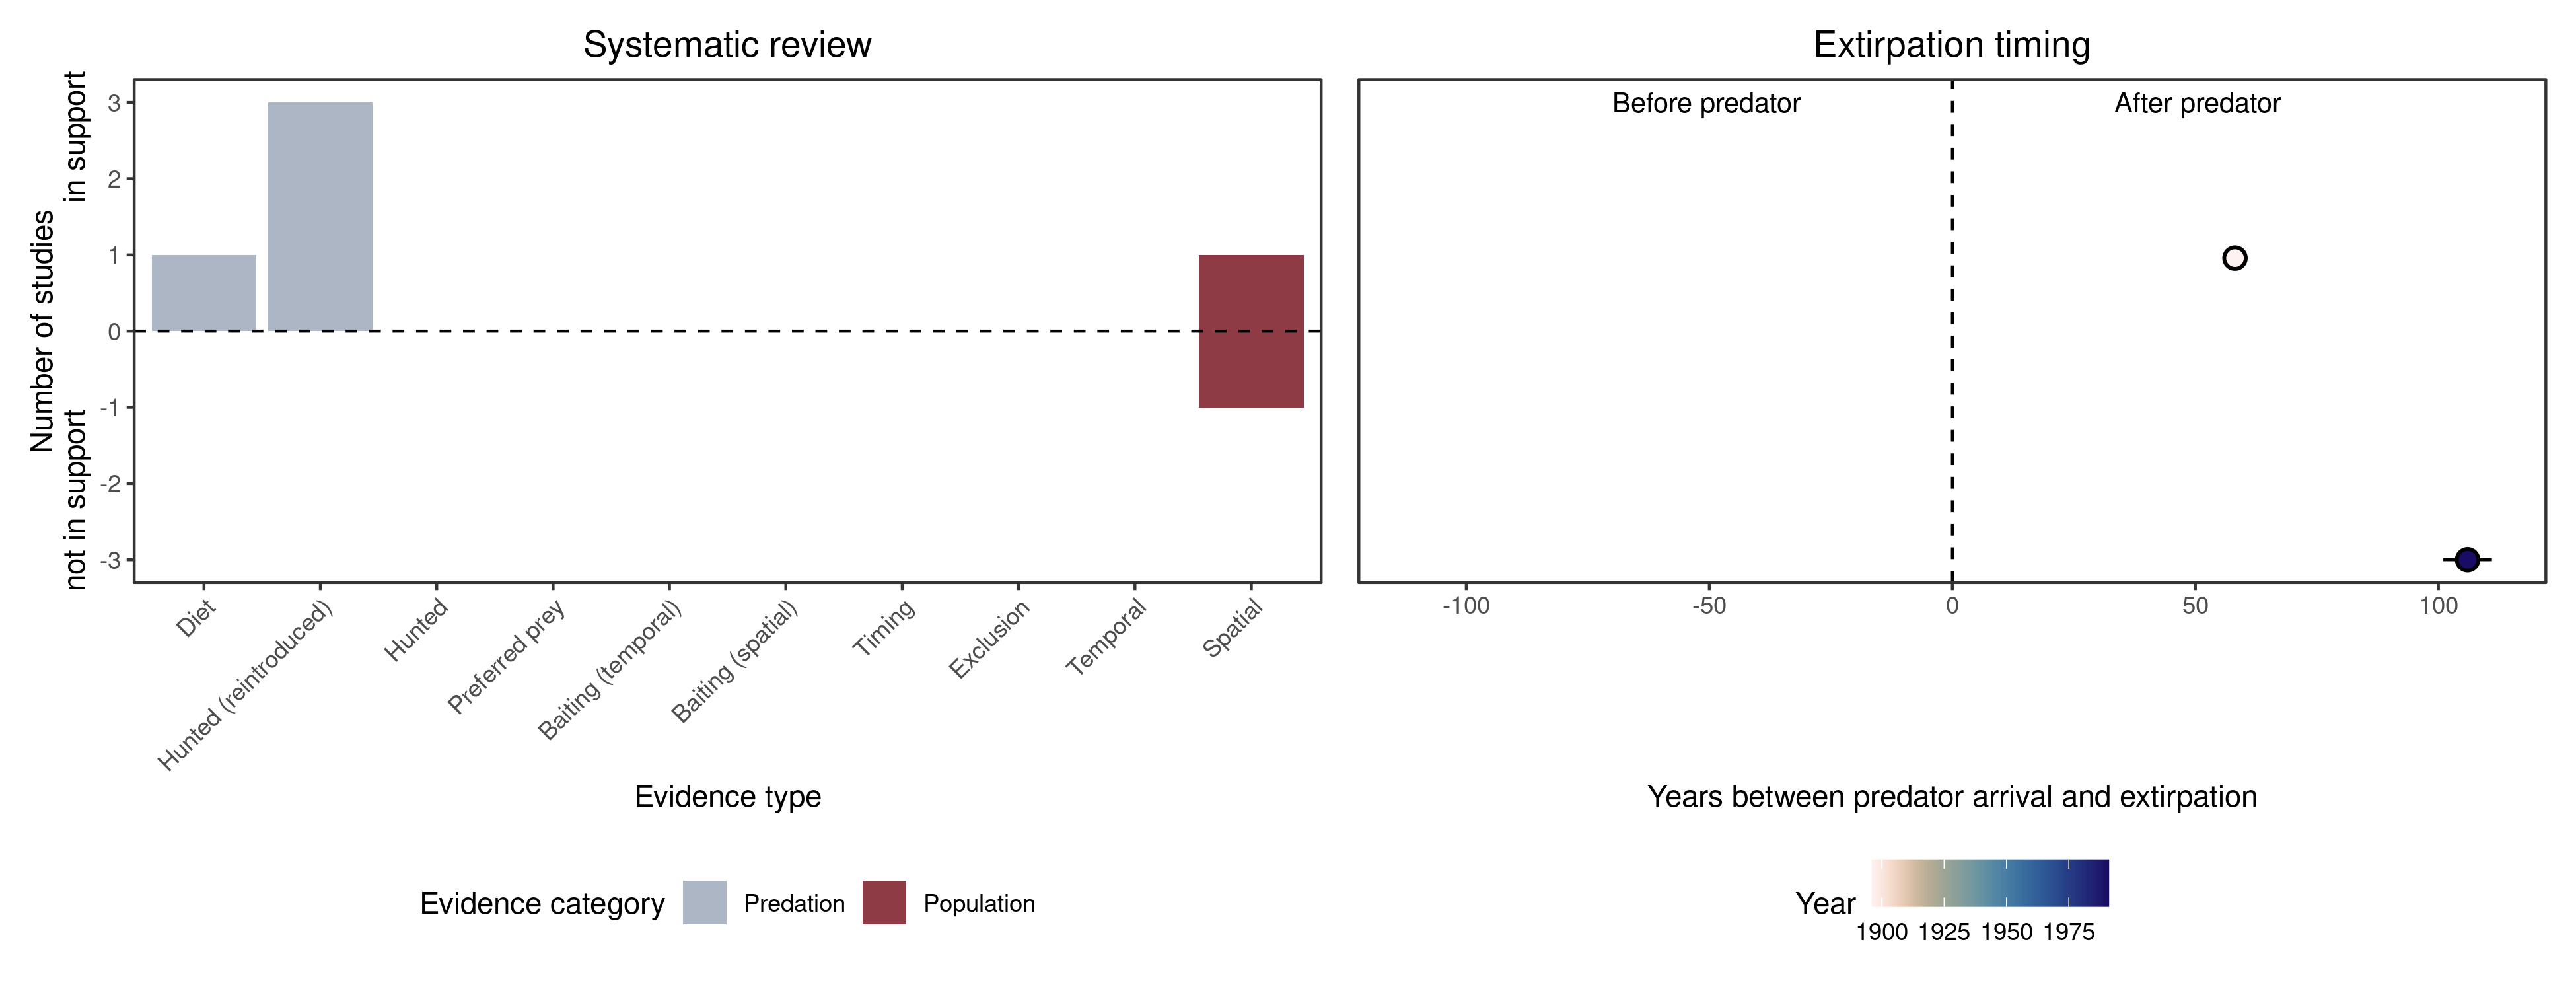 Systematic review
Number of studies
not in support
in support
3
2
1
0
-1
-2
-3
Diet
Hunted (reintroduced)
Hunted
Preferred prey
Baiting (temporal)
Baiting (spatial)
Timing
Exclusion
Temporal
Spatial
Evidence type
Evidence category
Predation
Population
Extirpation timing
Before predator
After predator
-100
-50
0
50
100
Years between predator arrival and extirpation
Year
1900 1925 1950 1975